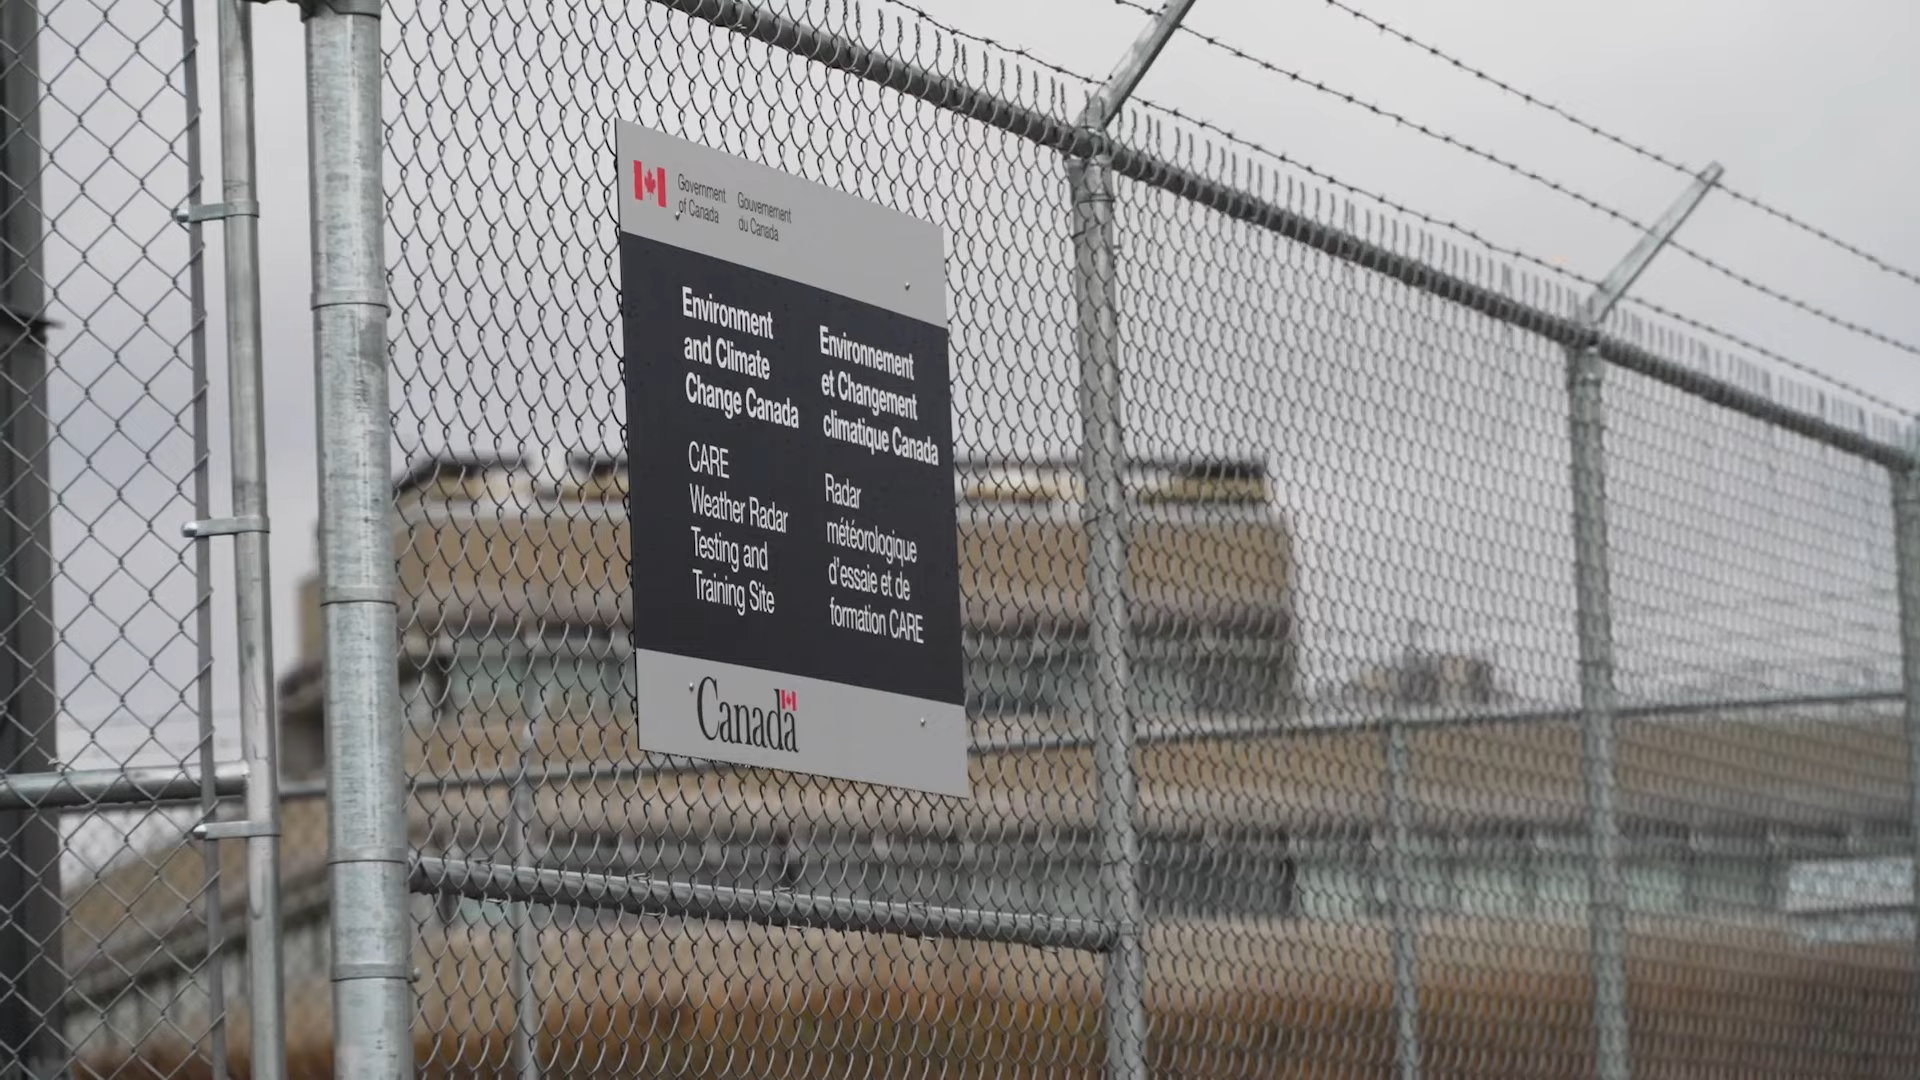 Government
of Canada
Gouvernement
du Canada
Environment
and Climate
Change Canada
CARE
Weather Radar
Testing and
Training Site
Environnement
et Changement
climatique Canada
Radar
météorologique
d'essaie et de
formation CARE
Canada